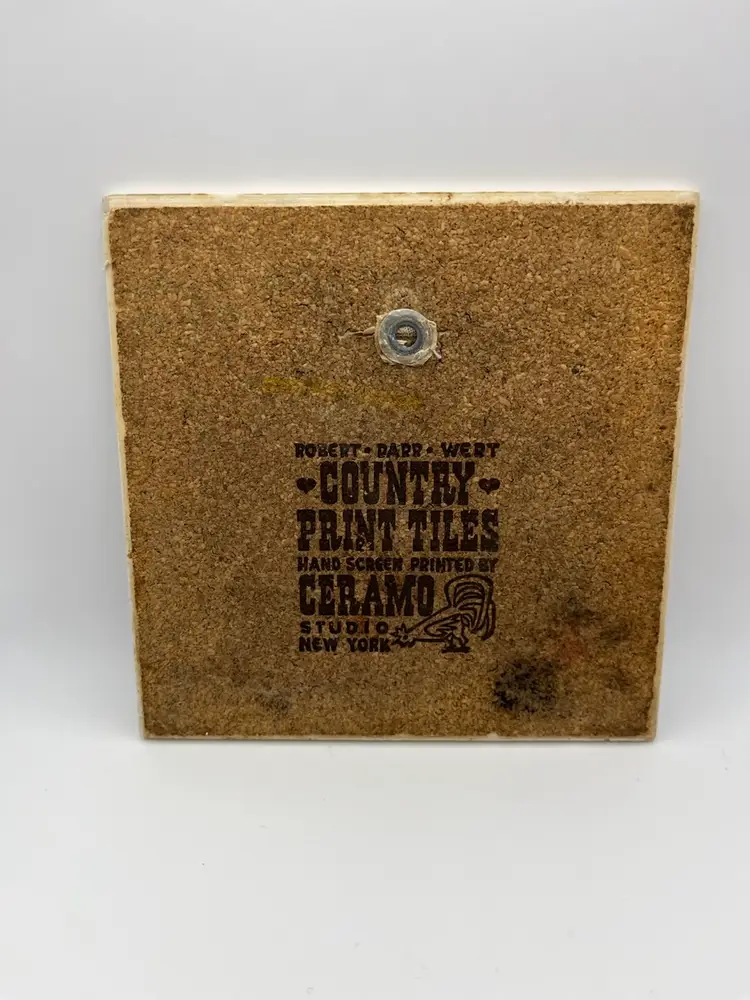 ROBERT • DARR • WERT
♥ COUNTRY ♥
PRINT TILES
HAND SCREEN PRINTED BY
CERAMO
STUDIO
NEW YORK